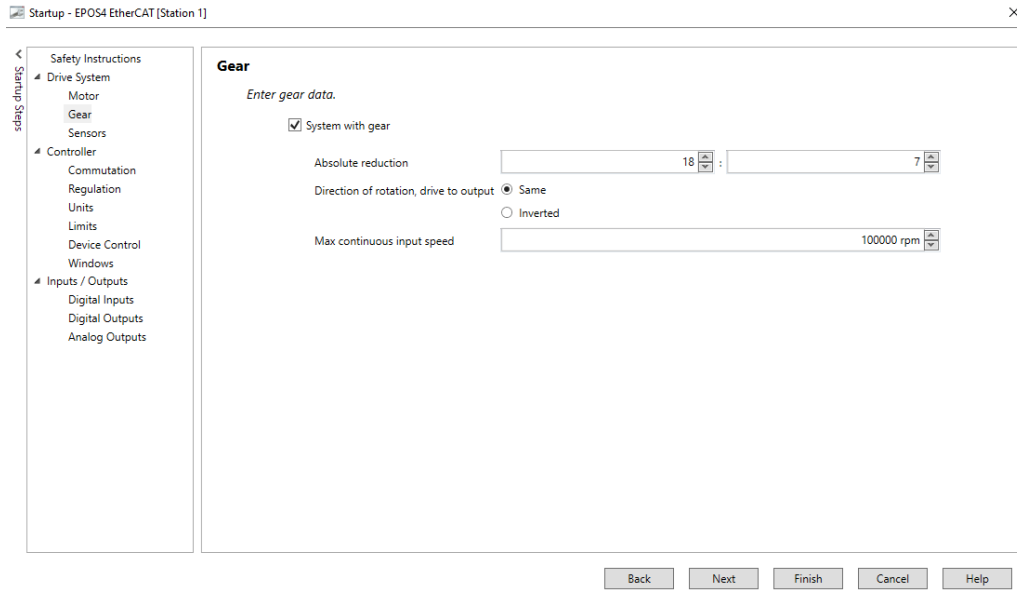 Startup - EPOS4 EtherCAT [Station 1]
Startup Steps
Safety Instructions
Drive System
Motor
Gear
Sensors
Controller
Commutation
Regulation
Units
Limits
Device Control
Windows
Inputs / Outputs
Digital Inputs
Digital Outputs
Analog Outputs
Gear
Enter gear data.
System with gear
Absolute reduction 18 : 7
Direction of rotation, drive to output Same
Inverted
Max continuous input speed 100000 rpm
Back Next Finish Cancel Help